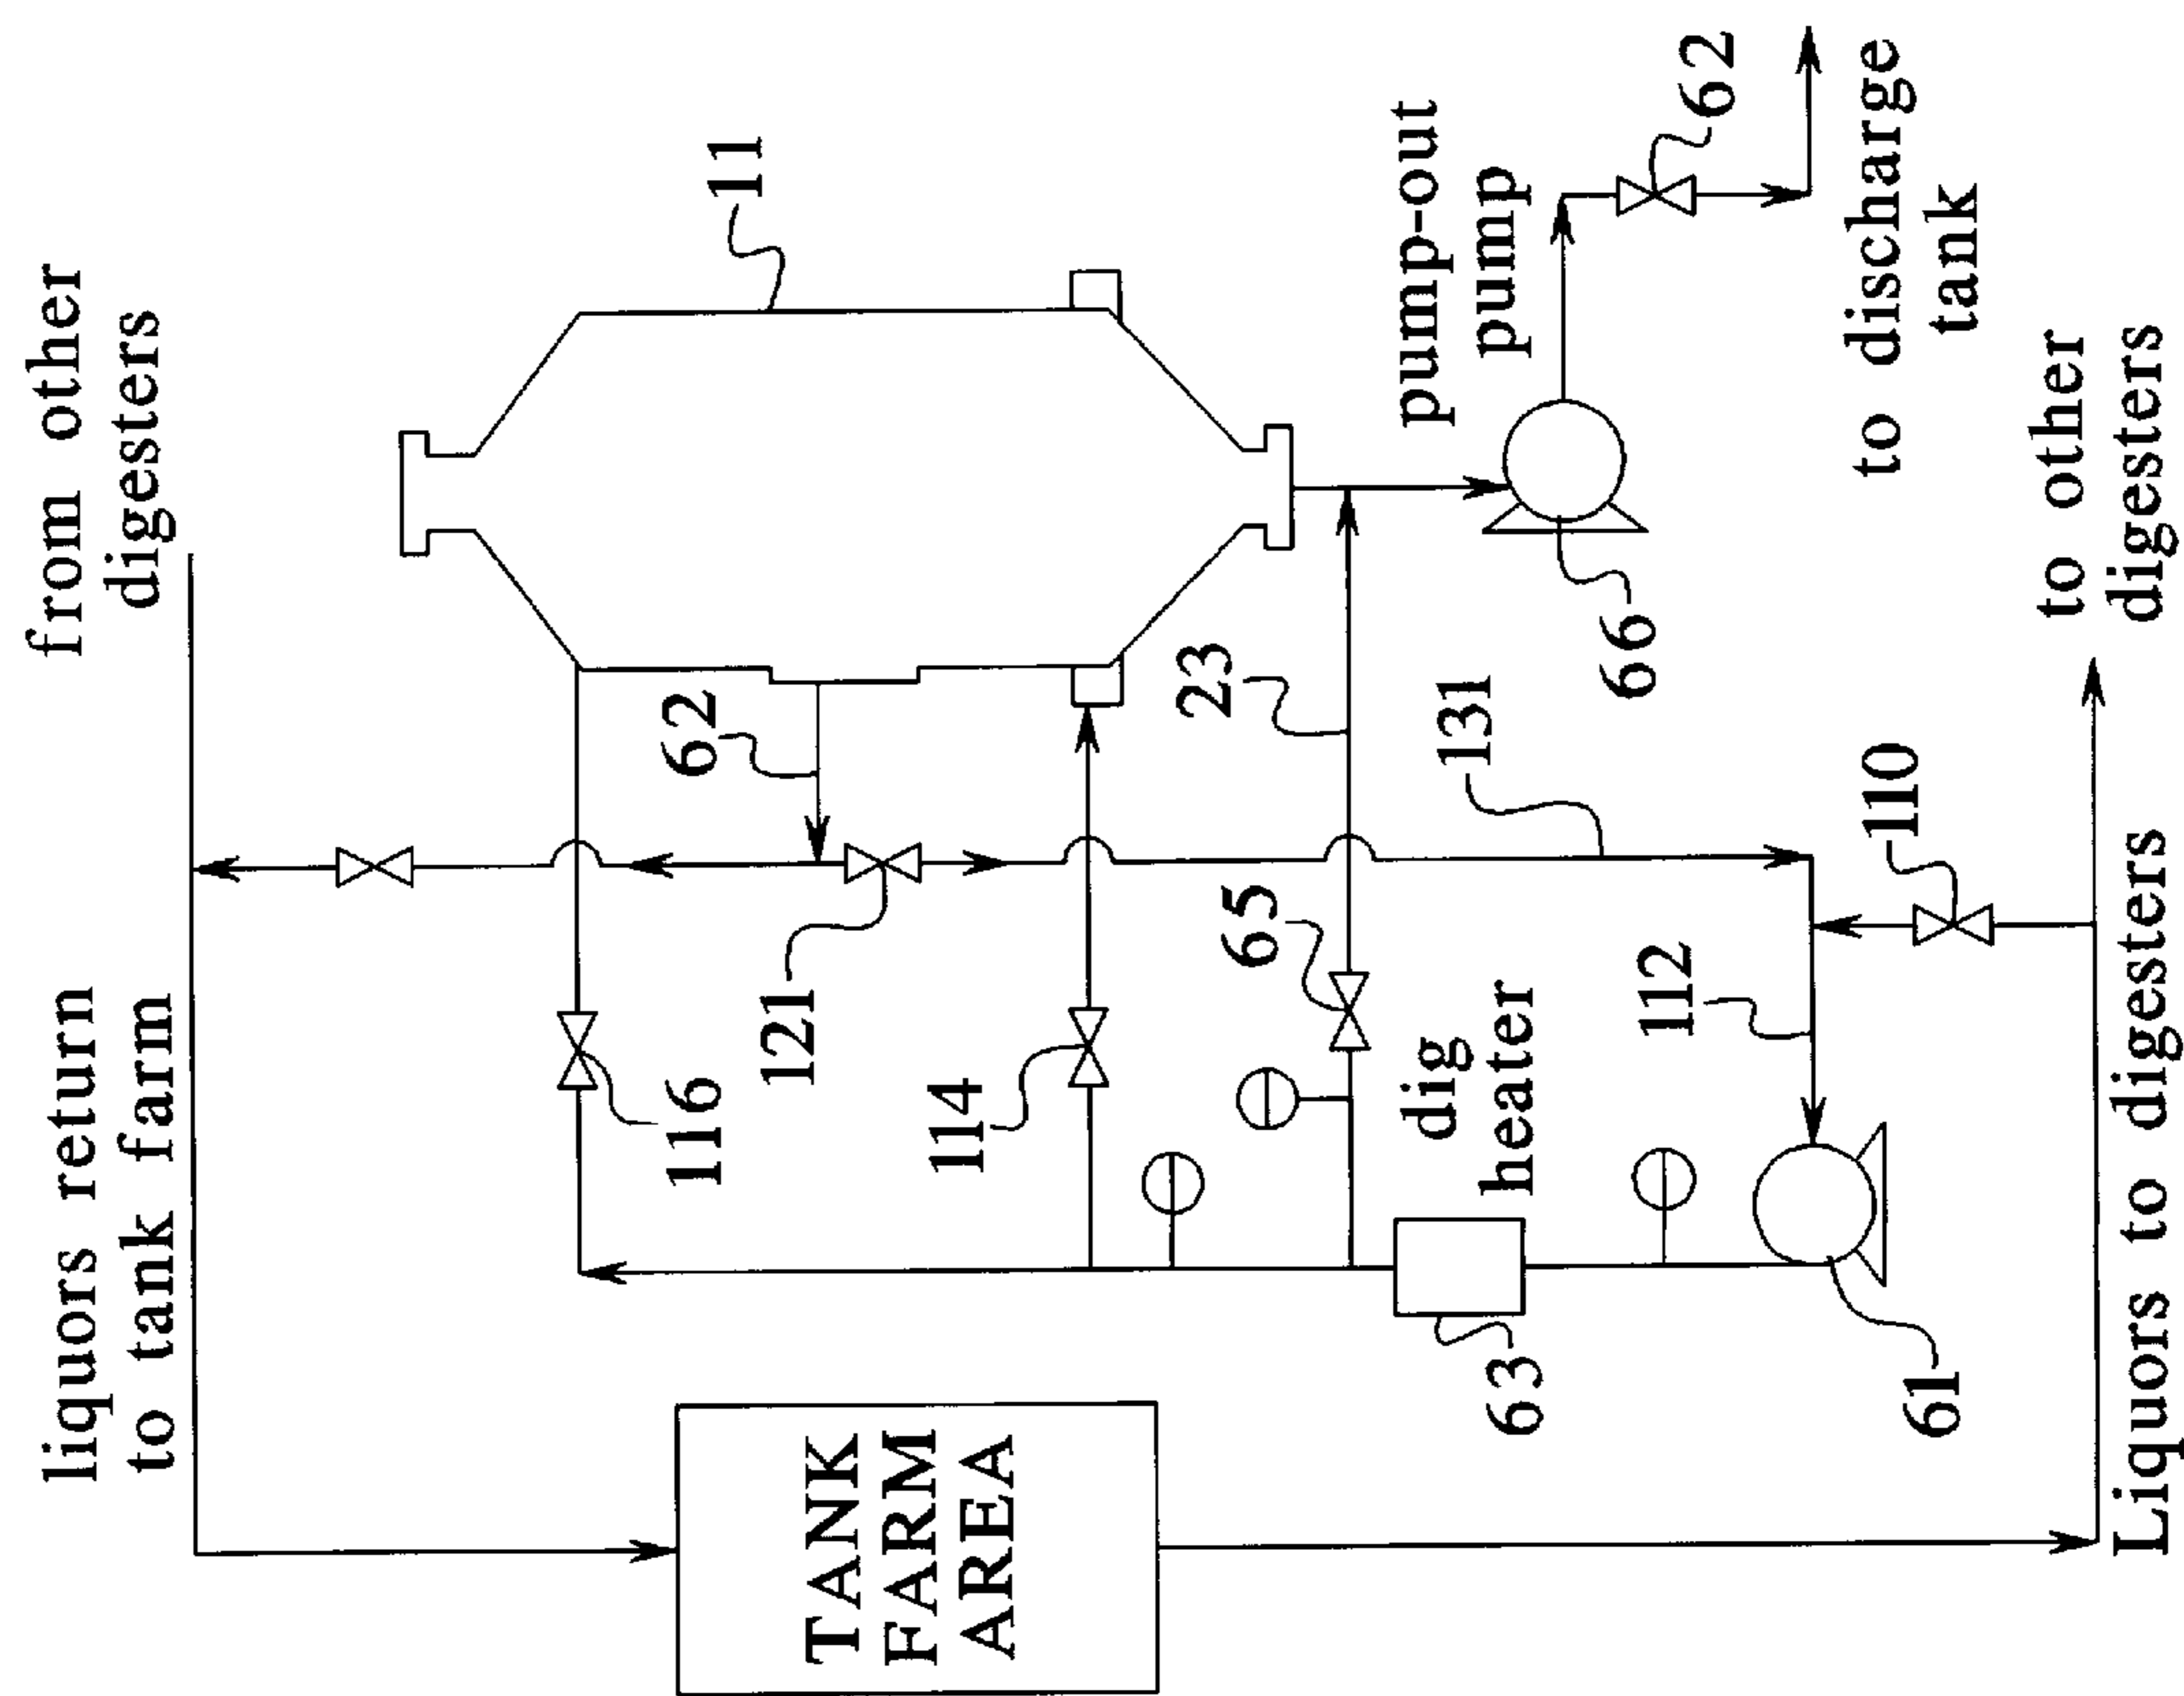 from other
digesters
liquors return
to tank farm
11
62
121
116
114
TANK
FARM
AREA
23
65
131
pump-out
pump
62
66
to discharge
tank
dig
heater
63
112
110
61
to other
digesters
Liquors to digesters